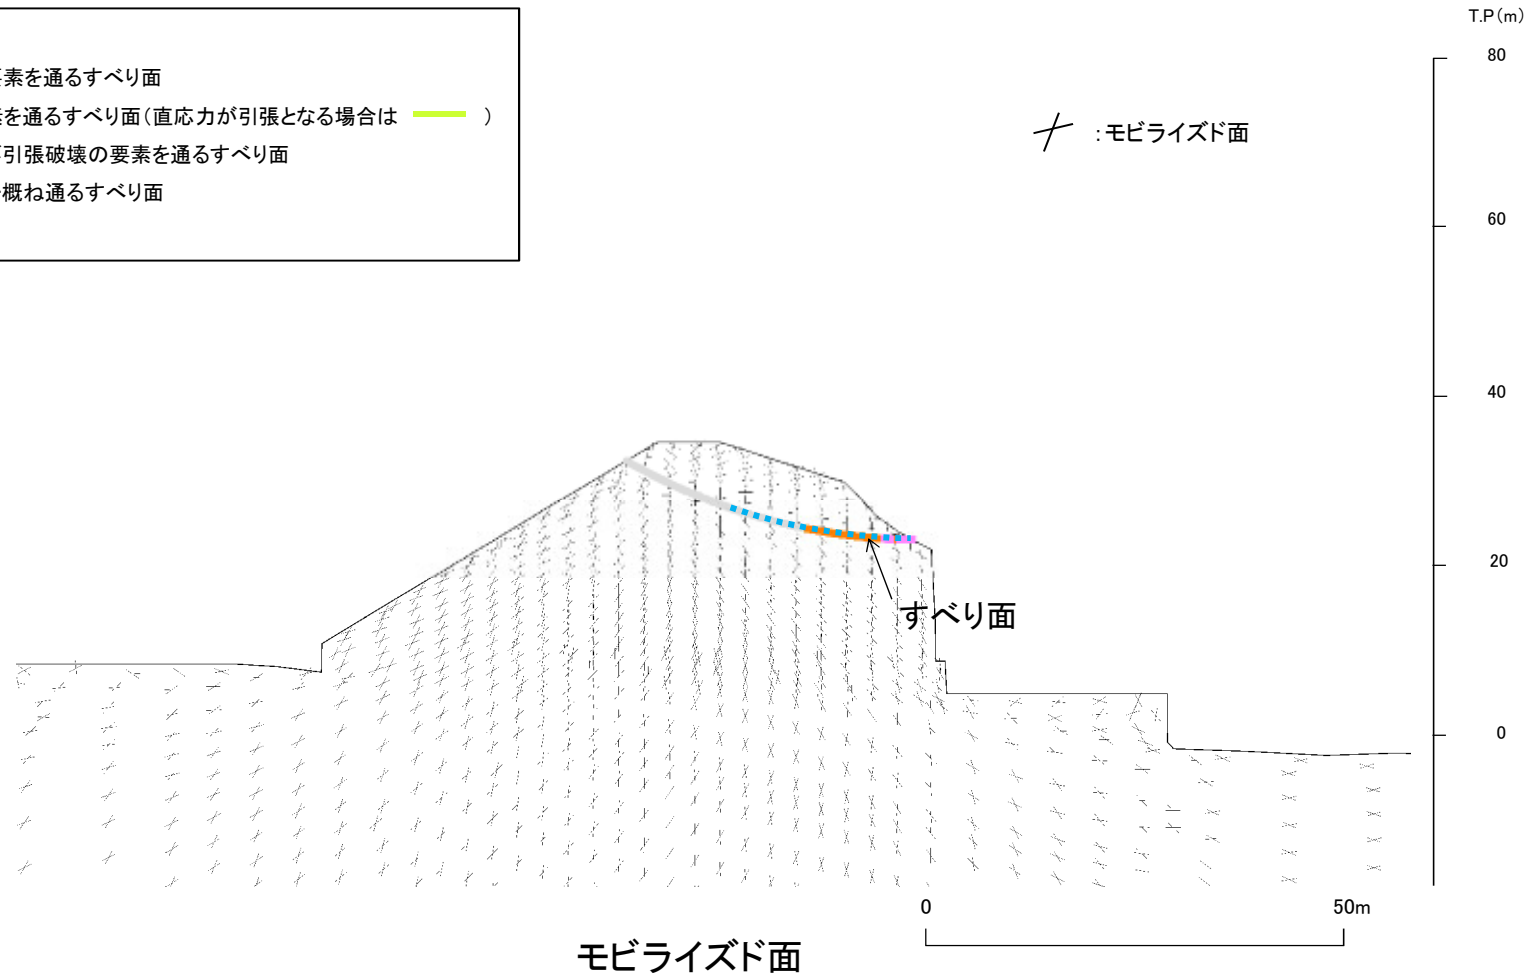 T.P(m)
要素を通るすべり面
素を通るすべり面(直応力が引張となる場合は )
が引張破壊の要素を通るすべり面
を概ね通るすべり面
:モビライズド面
80
60
40
20
0
すべり面
0 50m
モビライズド面